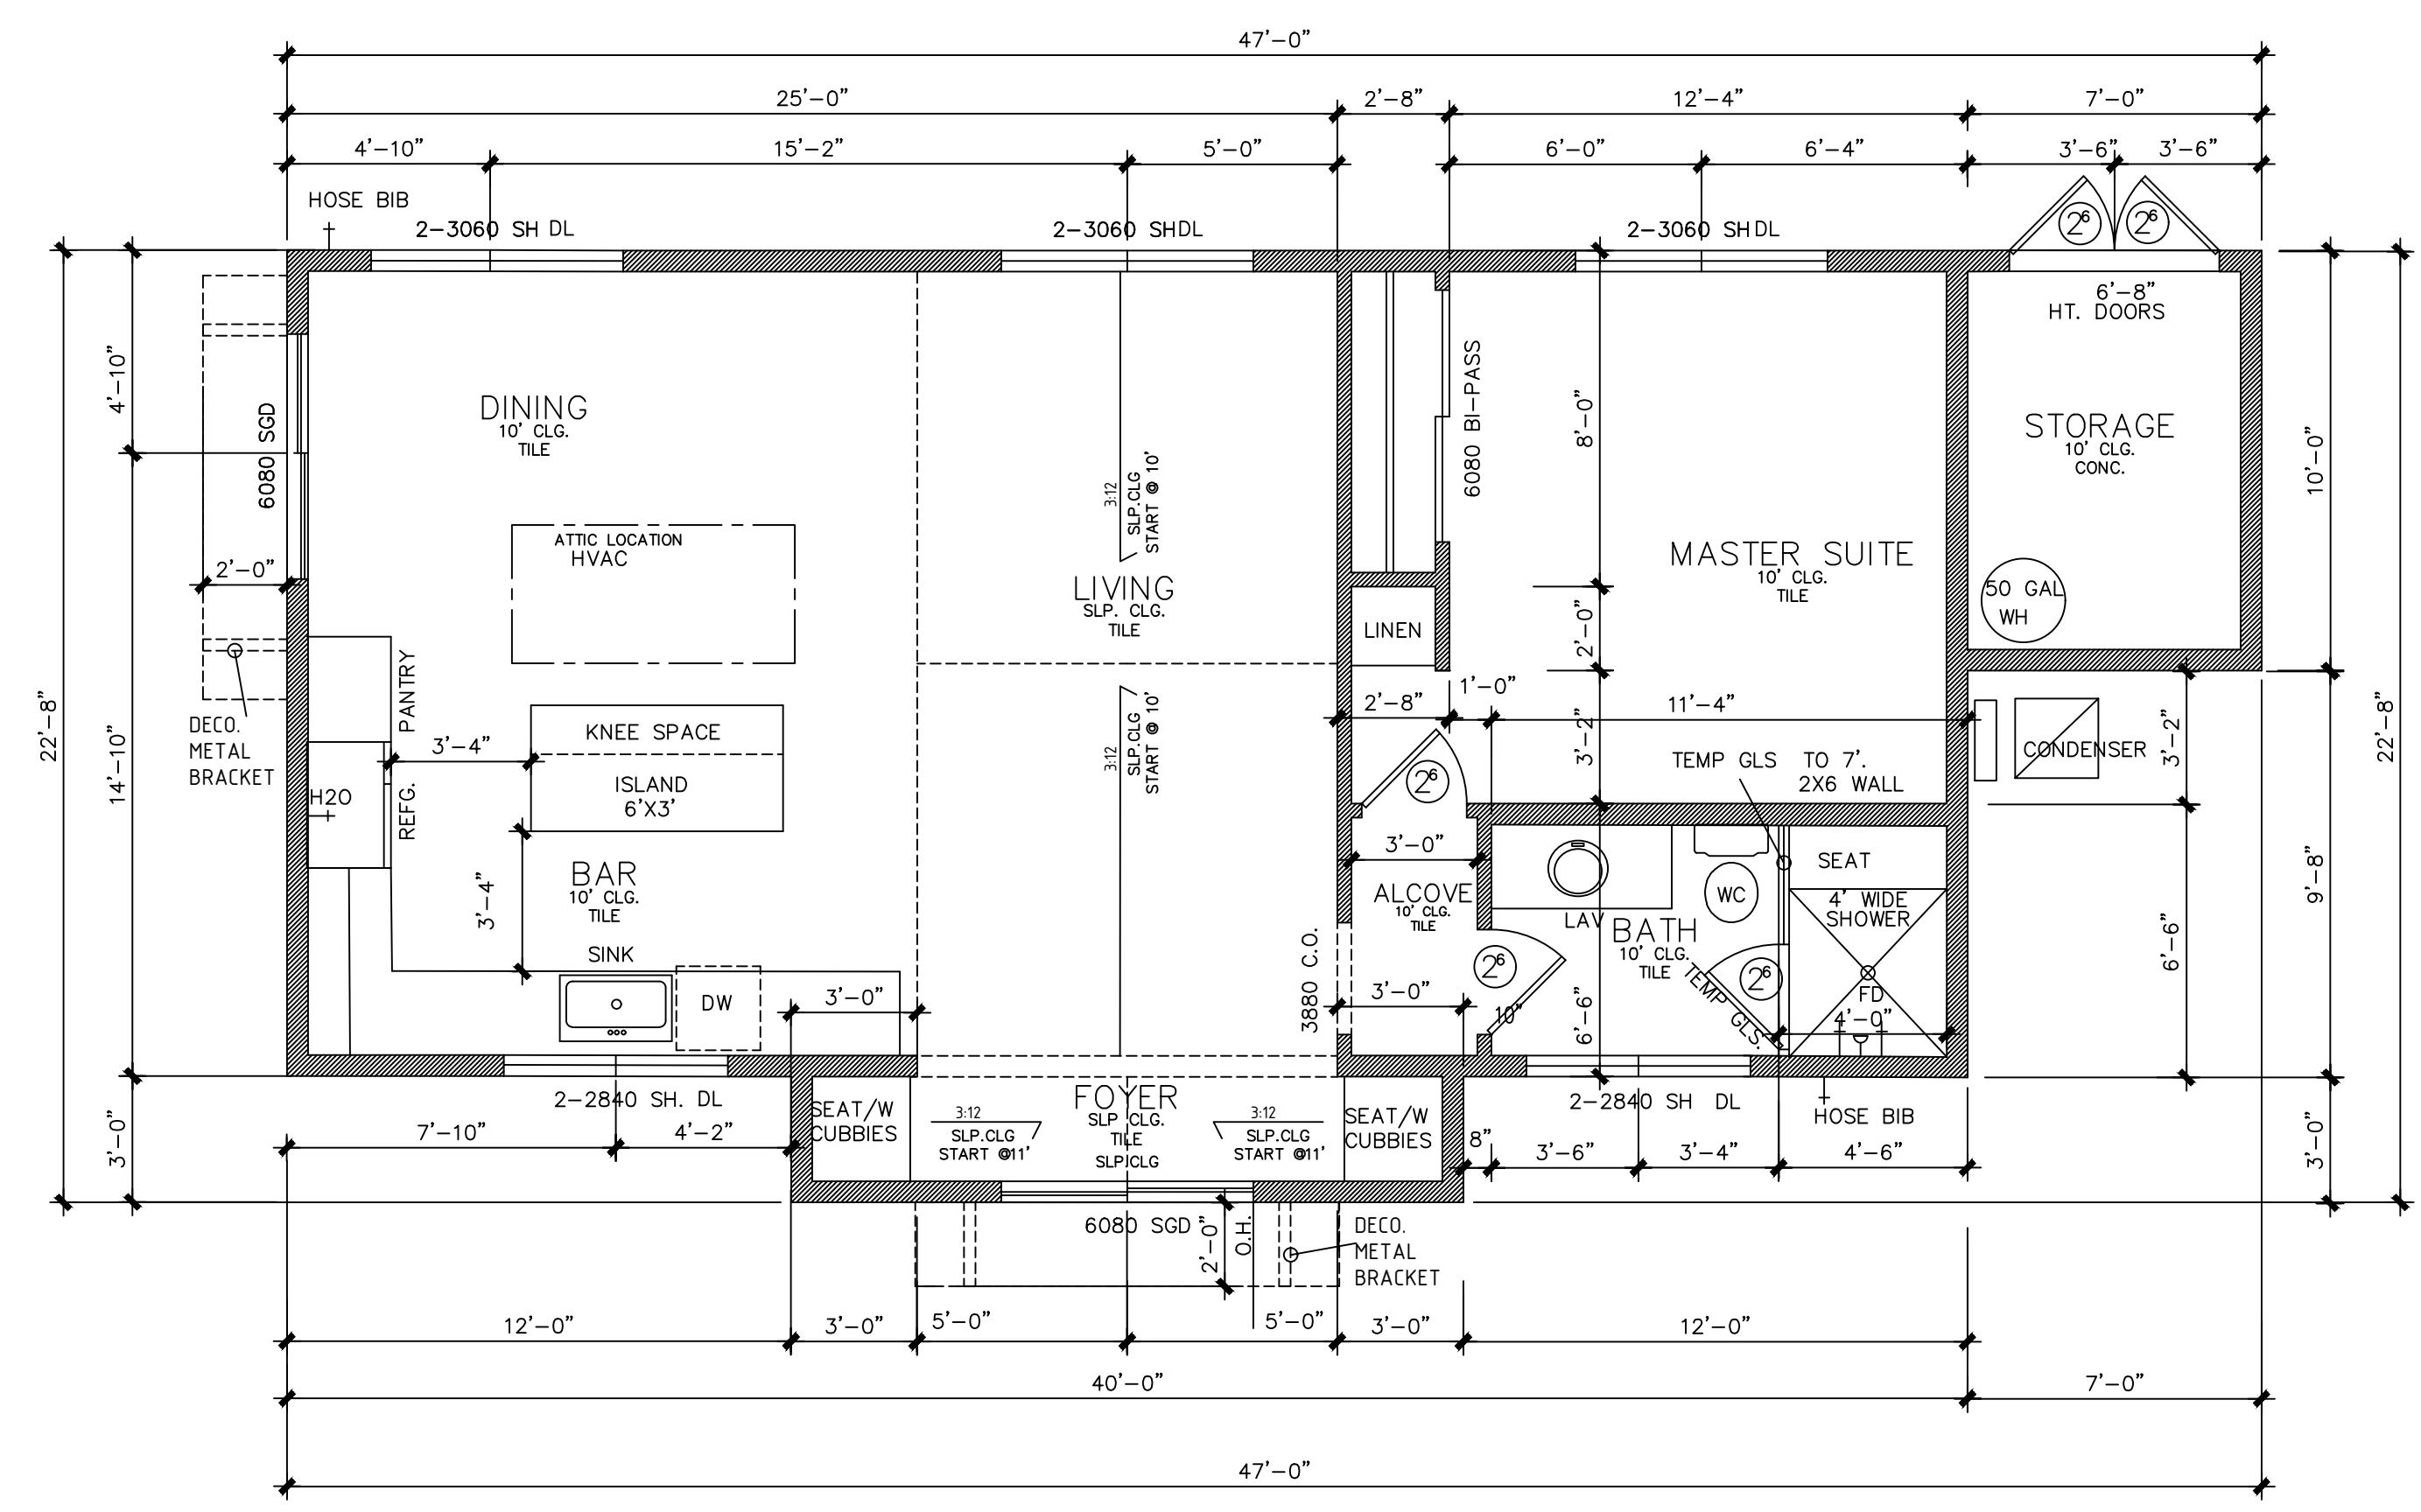 47'-0"
25'-0" 2'-8" 12'-4" 7'-0"
4'-10" 15'-2" 5'-0" 6'-0" 6'-4" 3'-6" 3'-6"
HOSE BIB
2-3060 SH DL
2-3060 SH DL
2-3060 SH DL
2⁶
2⁶
6'-8"
HT. DOORS
22'-8"
4'-10"
14'-10"
3'-0"
6080 SGD
2'-0"
DECO.
METAL
BRACKET
DINING
10' CLG.
TILE
ATTIC LOCATION
HVAC
3:12
SLP.CLG
START @ 10'
LIVING
SLP. CLG.
TILE
3:12
SLP.CLG
START @ 10'
6080 BI-PASS
LINEN
2'-8"
1'-0"
11'-4"
8'-0"
2'-0"
3'-2"
6'-6"
MASTER SUITE
10' CLG.
TILE
STORAGE
10' CLG.
CONC.
50 GAL
WH
CONDENSER
10'-0"
9'-8"
3'-0"
22'-8"
3'-2"
6'-6"
PANTRY
REFG.
H2O
3'-4"
KNEE SPACE
ISLAND
6'X3'
3'-4"
BAR
10' CLG.
TILE
SINK
DW
3'-0"
TEMP GLS TO 7'.
2X6 WALL
2⁶
3'-0"
ALCOVE
10' CLG.
TILE
3880 C.O.
3'-0"
2⁶
10"
LAV
BATH
10' CLG.
TILE
WC
TEMP GLS.
2⁶
SEAT
4' WIDE
SHOWER
FD
4'-0"
2-2840 SH. DL
7'-10" 4'-2"
SEAT/W
CUBBIES
3:12
SLP.CLG
START @11'
FOYER
SLP CLG.
TILE
SLP.CLG
3:12
SLP.CLG
START @11'
SEAT/W
CUBBIES
2-2840 SH DL
HOSE BIB
8" 3'-6" 3'-4" 4'-6"
6080 SGD
2'-0"
O.H.
DECO.
METAL
BRACKET
12'-0" 3'-0" 5'-0" 5'-0" 3'-0" 12'-0"
40'-0" 7'-0"
47'-0"